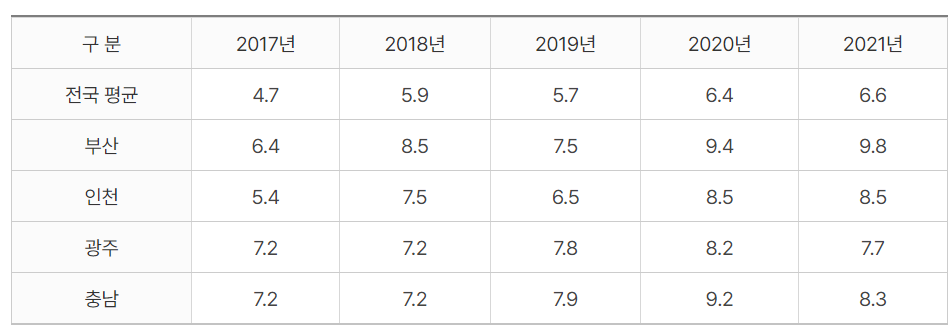 구 분 2017년 2018년 2019년 2020년 2021년
전국 평균 4.7 5.9 5.7 6.4 6.6
부산 6.4 8.5 7.5 9.4 9.8
인천 5.4 7.5 6.5 8.5 8.5
광주 7.2 7.2 7.8 8.2 7.7
충남 7.2 7.2 7.9 9.2 8.3